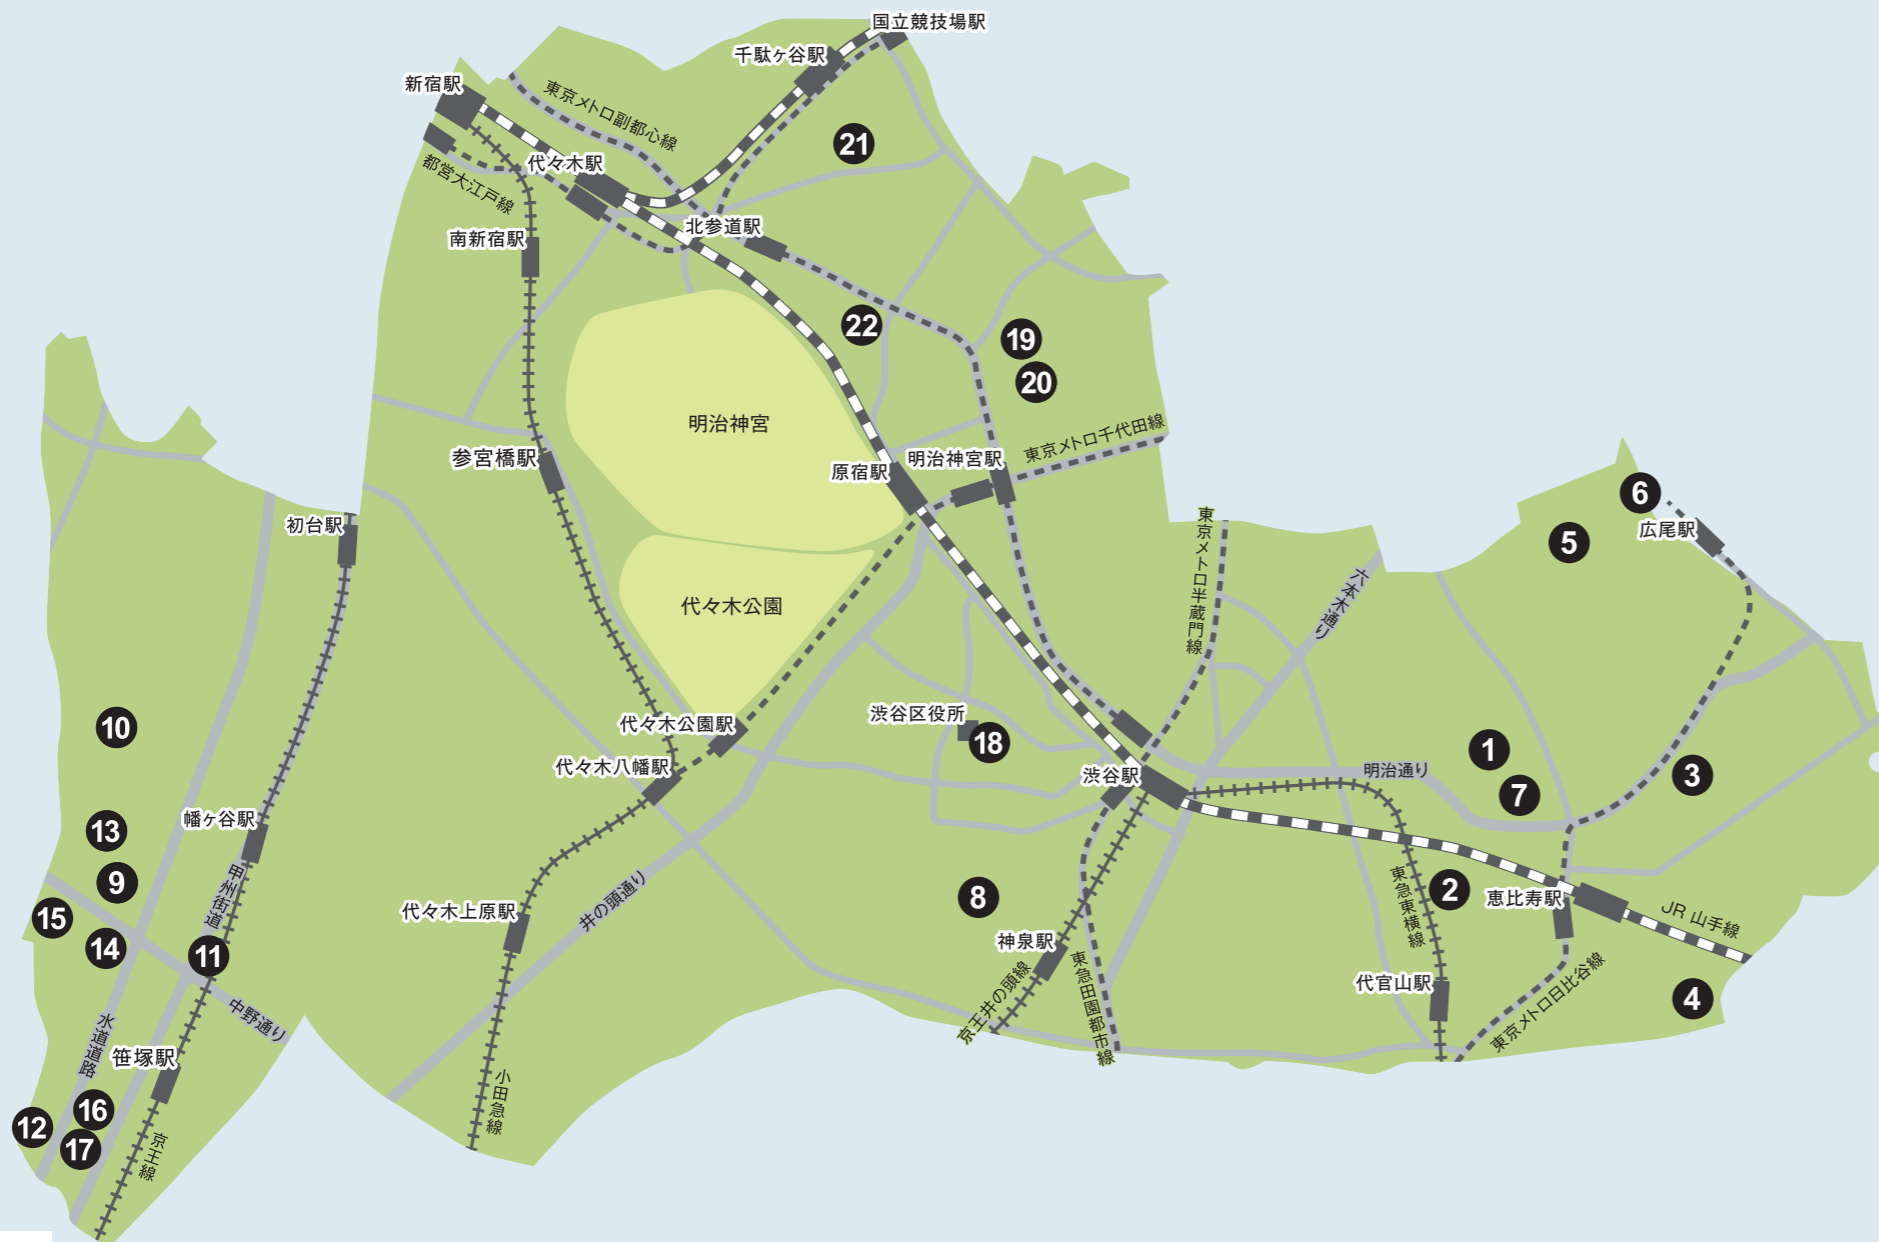 国立競技場駅
千駄ヶ谷駅
新宿駅
東京メトロ副都心線
21
代々木駅
都営大江戸線
北参道駅
南新宿駅
22
19
20
明治神宮
東京メトロ千代田線
参宮橋駅
原宿駅
明治神宮駅
6
初台駅
東京メトロ半蔵門線
広尾駅
5
六本木通り
代々木公園
10
代々木公園駅
渋谷区役所
18
1
代々木八幡駅
渋谷駅
明治通り
3
7
13
幡ヶ谷駅
9
甲州街道
東急東横線
2
8
恵比寿駅
15
代々木上原駅
井の頭通り
JR 山手線
14
11
神泉駅
代官山駅
4
中野通り
京王井の頭線
東急田園都市線
東京メトロ日比谷線
水道道路
笹塚駅
小田急線
16
12
17
京王線